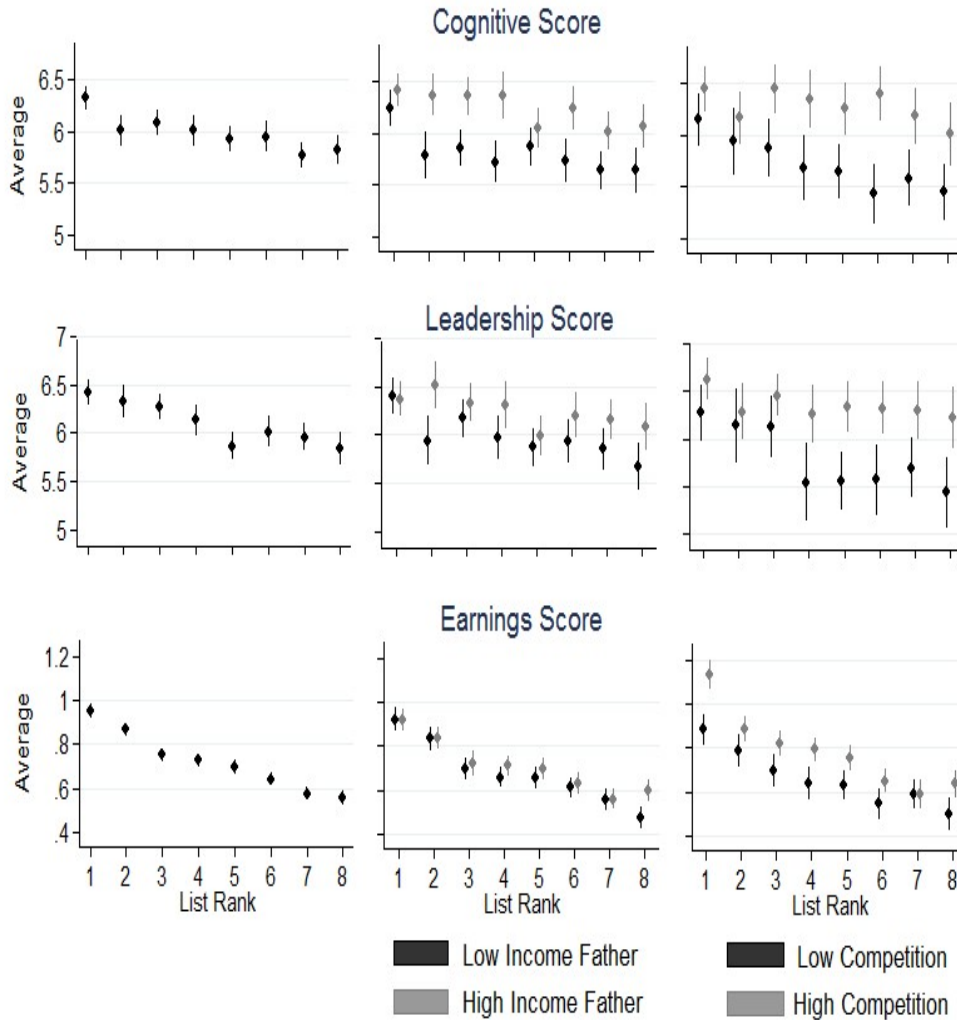 Cognitive Score
Average
6.5
6
5.5
5
Leadership Score
Average
7
6.5
6
5.5
5
Earnings Score
Average
1.2
1
.8
.6
.4
1 2 3 4 5 6 7 8
1 2 3 4 5 6 7 8
1 2 3 4 5 6 7 8
List Rank
List Rank
List Rank
Low Income Father
Low Competition
High Income Father
High Competition